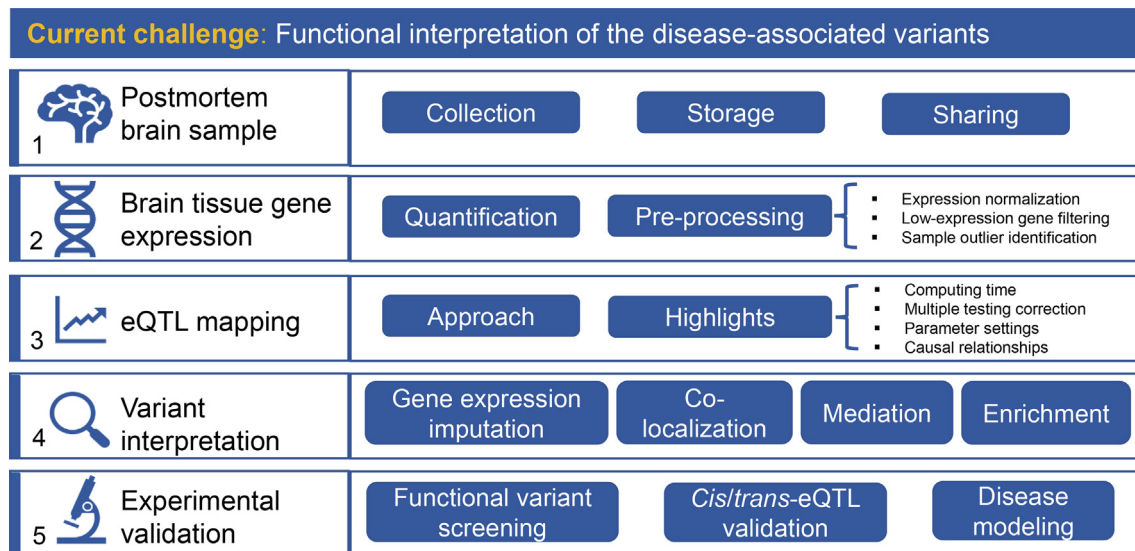 Current challenge: Functional interpretation of the disease-associated variants
1
Postmortem
brain sample
Collection
Storage
Sharing
2
Brain tissue gene
expression
Quantification
Pre-processing
▪ Expression normalization
▪ Low-expression gene filtering
▪ Sample outlier identification
3
eQTL mapping
Approach
Highlights
▪ Computing time
▪ Multiple testing correction
▪ Parameter settings
▪ Causal relationships
4
Variant
interpretation
Gene expression
imputation
Co-
localization
Mediation
Enrichment
5
Experimental
validation
Functional variant
screening
Cis/trans-eQTL
validation
Disease
modeling